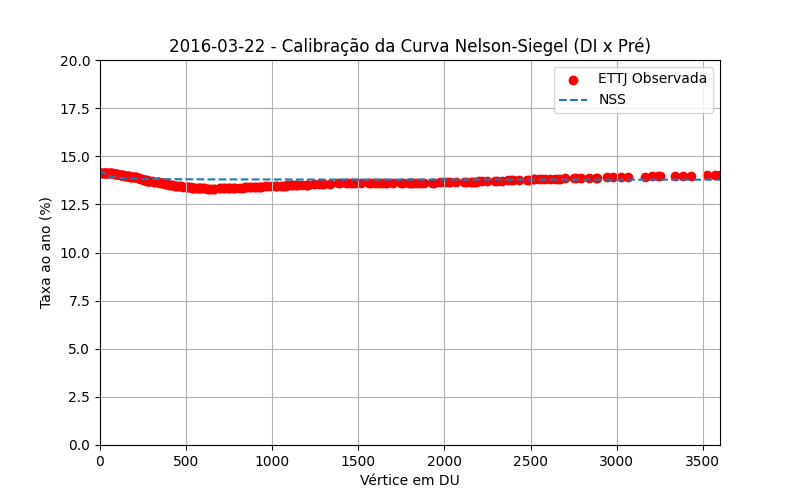 2016-03-22 - Calibração da Curva Nelson-Siegel (DI x Pré)
ETTJ Observada
NSS
Taxa ao ano (%)
20.0
17.5
15.0
12.5
10.0
7.5
5.0
2.5
0.0
0 500 1000 1500 2000 2500 3000 3500
Vértice em DU